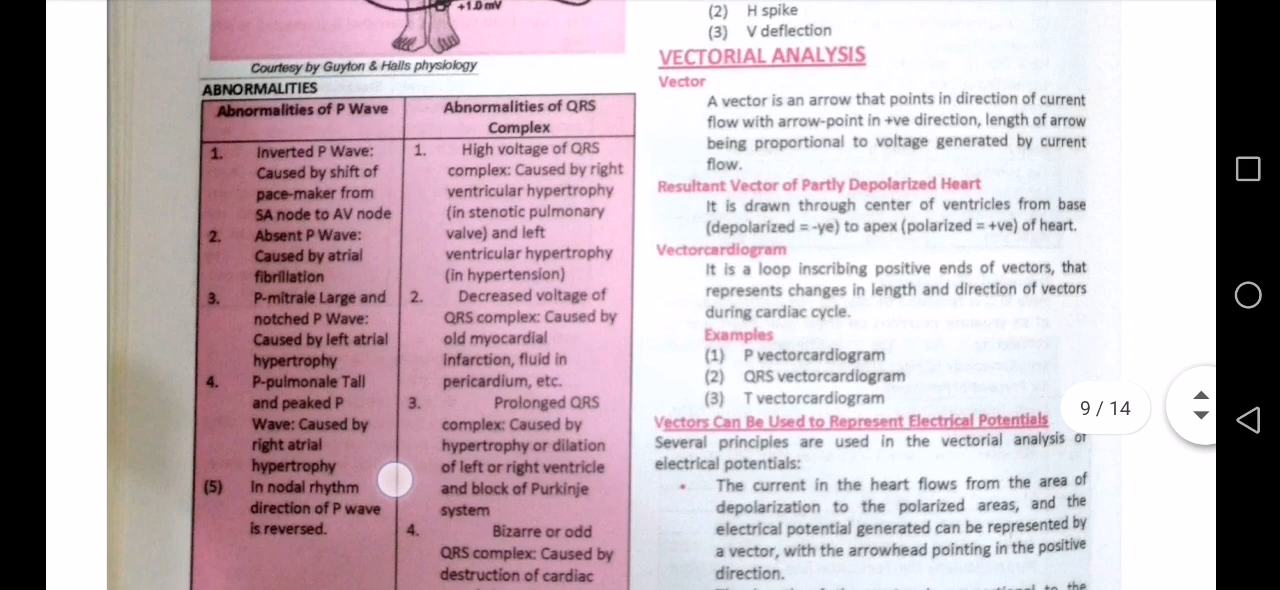 +1.0 mV
Courtesy by Guyton & Halls physiology
ABNORMALITIES
Abnormalities of P Wave
1. Inverted P Wave:
Caused by shift of
pace-maker from
SA node to AV node
2. Absent P Wave:
Caused by atrial
fibrillation
3. P-mitrale Large and
notched P Wave:
Caused by left atrial
hypertrophy
4. P-pulmonale Tall
and peaked P
Wave: Caused by
right atrial
hypertrophy
(5) In nodal rhythm
direction of P wave
is reversed.
Abnormalities of QRS
Complex
1. High voltage of QRS
complex: Caused by right
ventricular hypertrophy
(in stenotic pulmonary
valve) and left
ventricular hypertrophy
(in hypertension)
2. Decreased voltage of
QRS complex: Caused by
old myocardial
infarction, fluid in
pericardium, etc.
3. Prolonged QRS
complex: Caused by
hypertrophy or dilation
of left or right ventricle
and block of Purkinje
system
4. Bizarre or odd
QRS complex: Caused by
destruction of cardiac
(2) H spike
(3) V deflection
VECTORIAL ANALYSIS
Vector
A vector is an arrow that points in direction of current
flow with arrow-point in +ve direction, length of arrow
being proportional to voltage generated by current
flow.
Resultant Vector of Partly Depolarized Heart
It is drawn through center of ventricles from base
(depolarized = -ye) to apex (polarized = +ve) of heart.
Vectorcardiogram
It is a loop inscribing positive ends of vectors, that
represents changes in length and direction of vectors
during cardiac cycle.
Examples
(1) P vectorcardiogram
(2) QRS vectorcardiogram
(3) T vectorcardiogram
Vectors Can Be Used to Represent Electrical Potentials
Several principles are used in the vectorial analysis of
electrical potentials:
• The current in the heart flows from the area of
depolarization to the polarized areas, and the
electrical potential generated can be represented by
a vector, with the arrowhead pointing in the positive
direction.
9 / 14